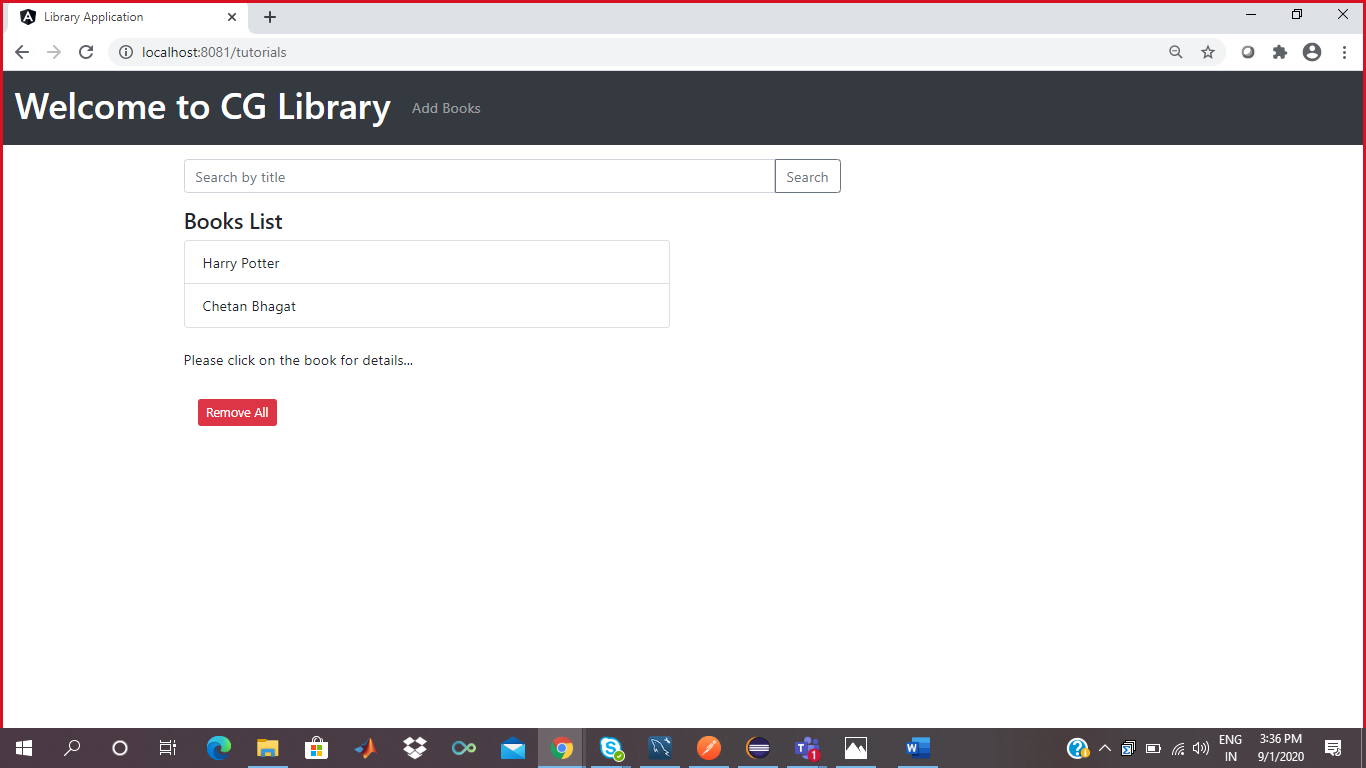 Library Application
localhost:8081/tutorials
Welcome to CG Library Add Books
Search by title Search
Books List
Harry Potter
Chetan Bhagat
Please click on the book for details...
Remove All
ENG 3:36 PM
IN 9/1/2020